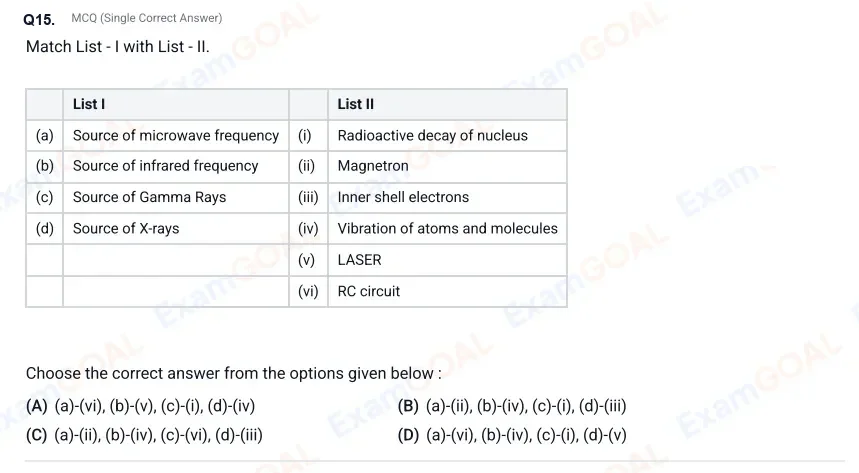 Q15. MCQ (Single Correct Answer)
Match List - I with List - II.
List I List II
(a) Source of microwave frequency (i) Radioactive decay of nucleus
(b) Source of infrared frequency (ii) Magnetron
(c) Source of Gamma Rays (iii) Inner shell electrons
(d) Source of X-rays (iv) Vibration of atoms and molecules
(v) LASER
(vi) RC circuit
Choose the correct answer from the options given below :
(A) (a)-(vi), (b)-(v), (c)-(i), (d)-(iv) (B) (a)-(ii), (b)-(iv), (c)-(i), (d)-(iii)
(C) (a)-(ii), (b)-(iv), (c)-(vi), (d)-(iii) (D) (a)-(vi), (b)-(iv), (c)-(i), (d)-(v)
ExamGOAL